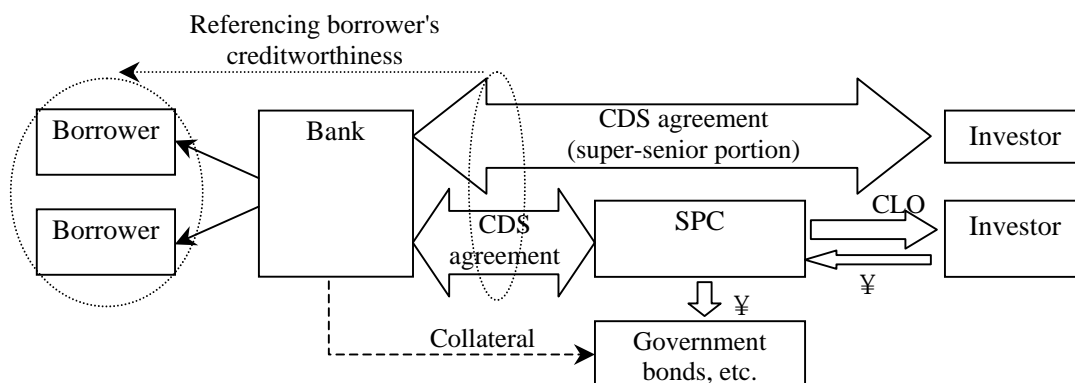 Referencing borrower's
creditworthiness
Borrower
Bank
CDS agreement
(super-senior portion)
Investor
Borrower
CDS
agreement
SPC
CLO
Investor
¥
¥
Collateral
Government
bonds, etc.